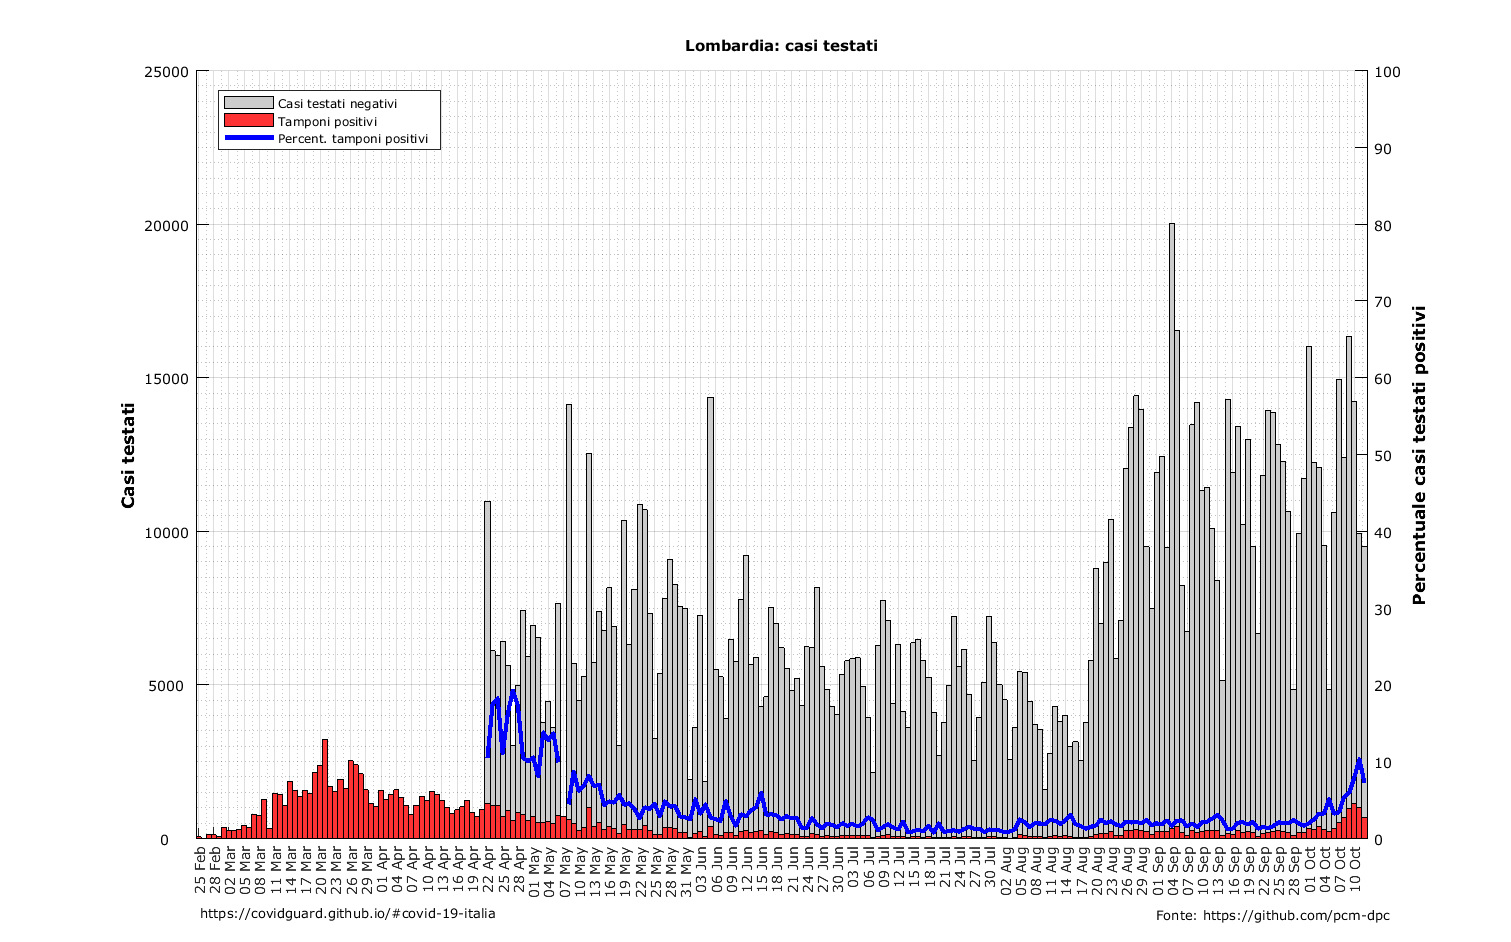 Lombardia: casi testati
25000
20000
15000
10000
5000
0
100
90
80
70
60
50
40
30
20
10
0
Casi testati negativi
Tamponi positivi
Percent. tamponi positivi
Casi testati
Percentuale casi testati positivi
25 Feb
28 Feb
02 Mar
05 Mar
08 Mar
11 Mar
14 Mar
17 Mar
20 Mar
23 Mar
26 Mar
29 Mar
01 Apr
04 Apr
07 Apr
10 Apr
13 Apr
16 Apr
19 Apr
22 Apr
25 Apr
28 Apr
01 May
04 May
07 May
10 May
13 May
16 May
19 May
22 May
25 May
28 May
31 May
03 Jun
06 Jun
09 Jun
12 Jun
15 Jun
18 Jun
21 Jun
24 Jun
27 Jun
30 Jun
03 Jul
06 Jul
09 Jul
12 Jul
15 Jul
18 Jul
21 Jul
24 Jul
27 Jul
30 Jul
02 Aug
05 Aug
08 Aug
11 Aug
14 Aug
17 Aug
20 Aug
23 Aug
26 Aug
29 Aug
01 Sep
04 Sep
07 Sep
10 Sep
13 Sep
16 Sep
19 Sep
22 Sep
25 Sep
28 Sep
01 Oct
04 Oct
07 Oct
10 Oct
https://covidguard.github.io/#covid-19-italia
Fonte: https://github.com/pcm-dpc